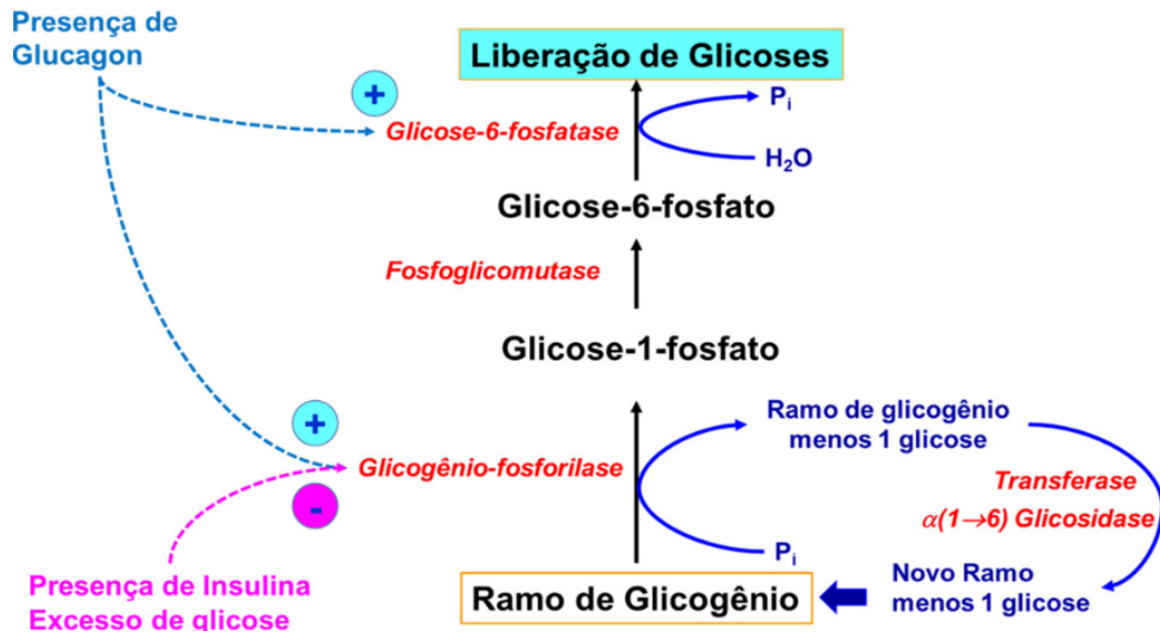 Presença de
Glucagon
Liberação de Glicoses
+
Glicose-6-fosfatase
Pi
H2O
Glicose-6-fosfato
Fosfoglicomutase
Glicose-1-fosfato
+
Glicogênio-fosforilase
-
Ramo de glicogênio
menos 1 glicose
Transferase
α(1→6) Glicosidase
Pi
Presença de Insulina
Excesso de glicose
Ramo de Glicogênio
Novo Ramo
menos 1 glicose